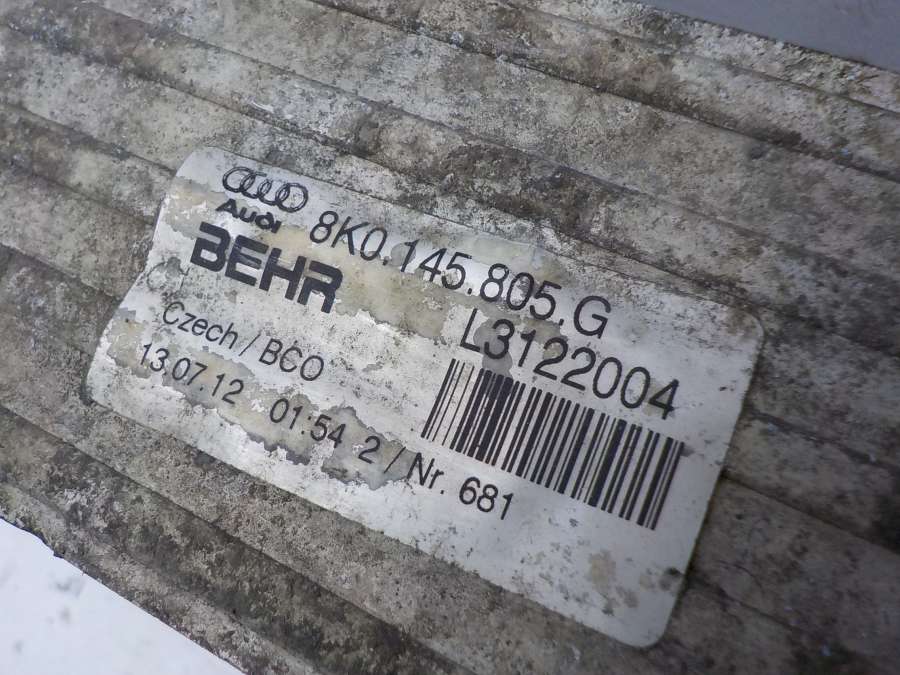 Audi 8K0.145.805.G
BEHR L3122004
Czech / BCO
13.07.12 01:54 2 / Nr. 681